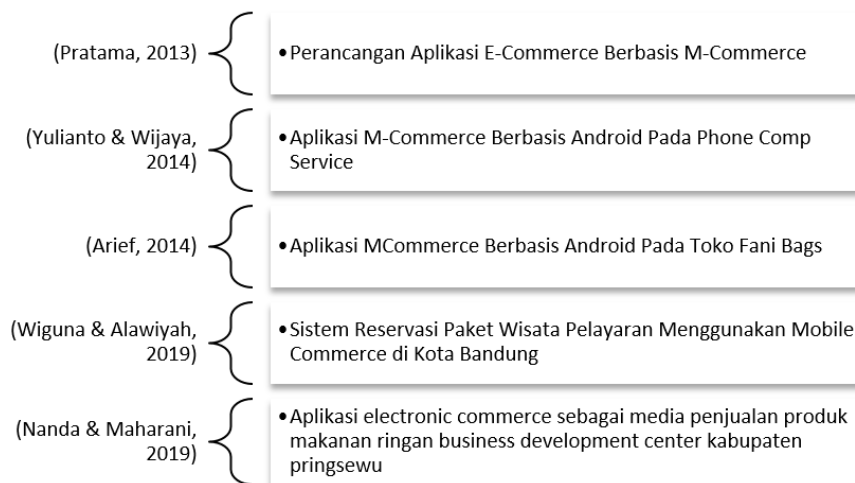 (Pratama, 2013)
•Perancangan Aplikasi E-Commerce Berbasis M-Commerce
(Yulianto & Wijaya,
2014)
•Aplikasi M-Commerce Berbasis Android Pada Phone Comp
Service
(Arief, 2014)
•Aplikasi MCommerce Berbasis Android Pada Toko Fani Bags
(Wiguna & Alawiyah,
2019)
•Sistem Reservasi Paket Wisata Pelayaran Menggunakan Mobile
Commerce di Kota Bandung
(Nanda & Maharani,
2019)
•Aplikasi electronic commerce sebagai media penjualan produk
makanan ringan business development center kabupaten
pringsewu